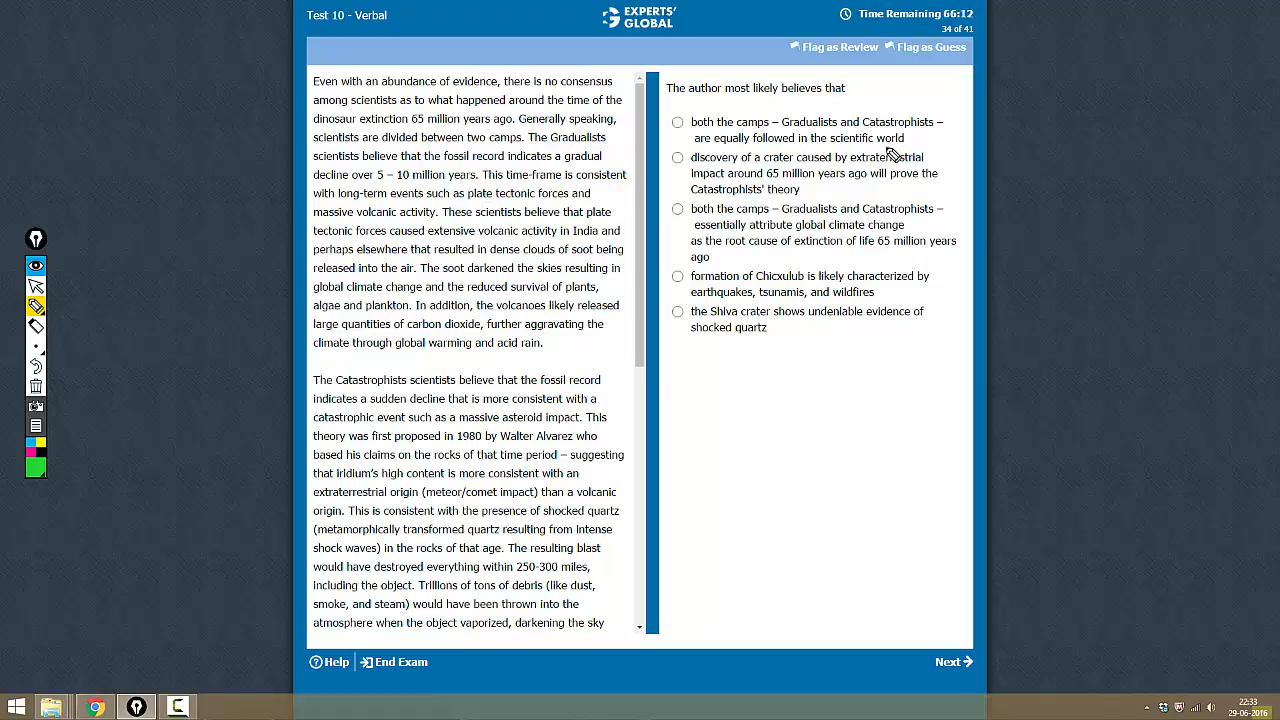 Test 10 - Verbal
EXPERTS'
GLOBAL
Time Remaining 66:12
34 of 41
Flag as Review Flag as Guess
Even with an abundance of evidence, there is no consensus
among scientists as to what happened around the time of the
dinosaur extinction 65 million years ago. Generally speaking,
scientists are divided between two camps. The Gradualists
scientists believe that the fossil record indicates a gradual
decline over 5 – 10 million years. This time-frame is consistent
with long-term events such as plate tectonic forces and
massive volcanic activity. These scientists believe that plate
tectonic forces caused extensive volcanic activity in India and
perhaps elsewhere that resulted in dense clouds of soot being
released into the air. The soot darkened the skies resulting in
global climate change and the reduced survival of plants,
algae and plankton. In addition, the volcanoes likely released
large quantities of carbon dioxide, further aggravating the
climate through global warming and acid rain.
The Catastrophists scientists believe that the fossil record
indicates a sudden decline that is more consistent with a
catastrophic event such as a massive asteroid impact. This
theory was first proposed in 1980 by Walter Alvarez who
based his claims on the rocks of that time period – suggesting
that iridium's high content is more consistent with an
extraterrestrial origin (meteor/comet impact) than a volcanic
origin. This is consistent with the presence of shocked quartz
(metamorphically transformed quartz resulting from intense
shock waves) in the rocks of that age. The resulting blast
would have destroyed everything within 250-300 miles,
including the object. Trillions of tons of debris (like dust,
smoke, and steam) would have been thrown into the
atmosphere when the object vaporized, darkening the sky
The author most likely believes that
both the camps – Gradualists and Catastrophists –
are equally followed in the scientific world
discovery of a crater caused by extraterrestrial
impact around 65 million years ago will prove the
Catastrophists' theory
both the camps – Gradualists and Catastrophists –
essentially attribute global climate change
as the root cause of extinction of life 65 million years
ago
formation of Chicxulub is likely characterized by
earthquakes, tsunamis, and wildfires
the Shiva crater shows undeniable evidence of
shocked quartz
Help End Exam
Next
22:33
29-06-2016